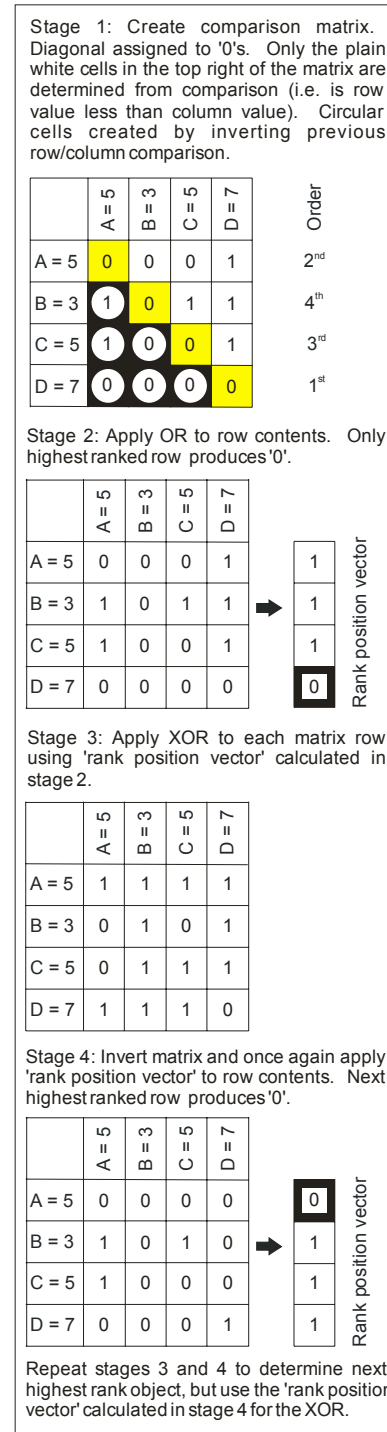 Stage 1: Create comparison matrix.
Diagonal assigned to '0's. Only the plain
white cells in the top right of the matrix are
determined from comparison (i.e. is row
value less than column value). Circular
cells created by inverting previous
row/column comparison.
A = 5 B = 3 C = 5 D = 7 Order
A = 5 0 0 0 1 2nd
B = 3 1 0 1 1 4th
C = 5 1 0 0 1 3rd
D = 7 0 0 0 0 1st
Stage 2: Apply OR to row contents. Only
highest ranked row produces '0'.
A = 5 B = 3 C = 5 D = 7
A = 5 0 0 0 1 1
B = 3 1 0 1 1 1
C = 5 1 0 0 1 1
D = 7 0 0 0 0 0
Rank position vector
Stage 3: Apply XOR to each matrix row
using 'rank position vector' calculated in
stage 2.
A = 5 B = 3 C = 5 D = 7
A = 5 1 1 1 1
B = 3 0 1 0 1
C = 5 0 1 1 1
D = 7 1 1 1 0
Stage 4: Invert matrix and once again apply
'rank position vector' to row contents. Next
highest ranked row produces '0'.
A = 5 B = 3 C = 5 D = 7
A = 5 0 0 0 0 0
B = 3 1 0 1 0 1
C = 5 1 0 0 0 1
D = 7 0 0 0 1 1
Rank position vector
Repeat stages 3 and 4 to determine next
highest rank object, but use the 'rank position
vector' calculated in stage 4 for the XOR.